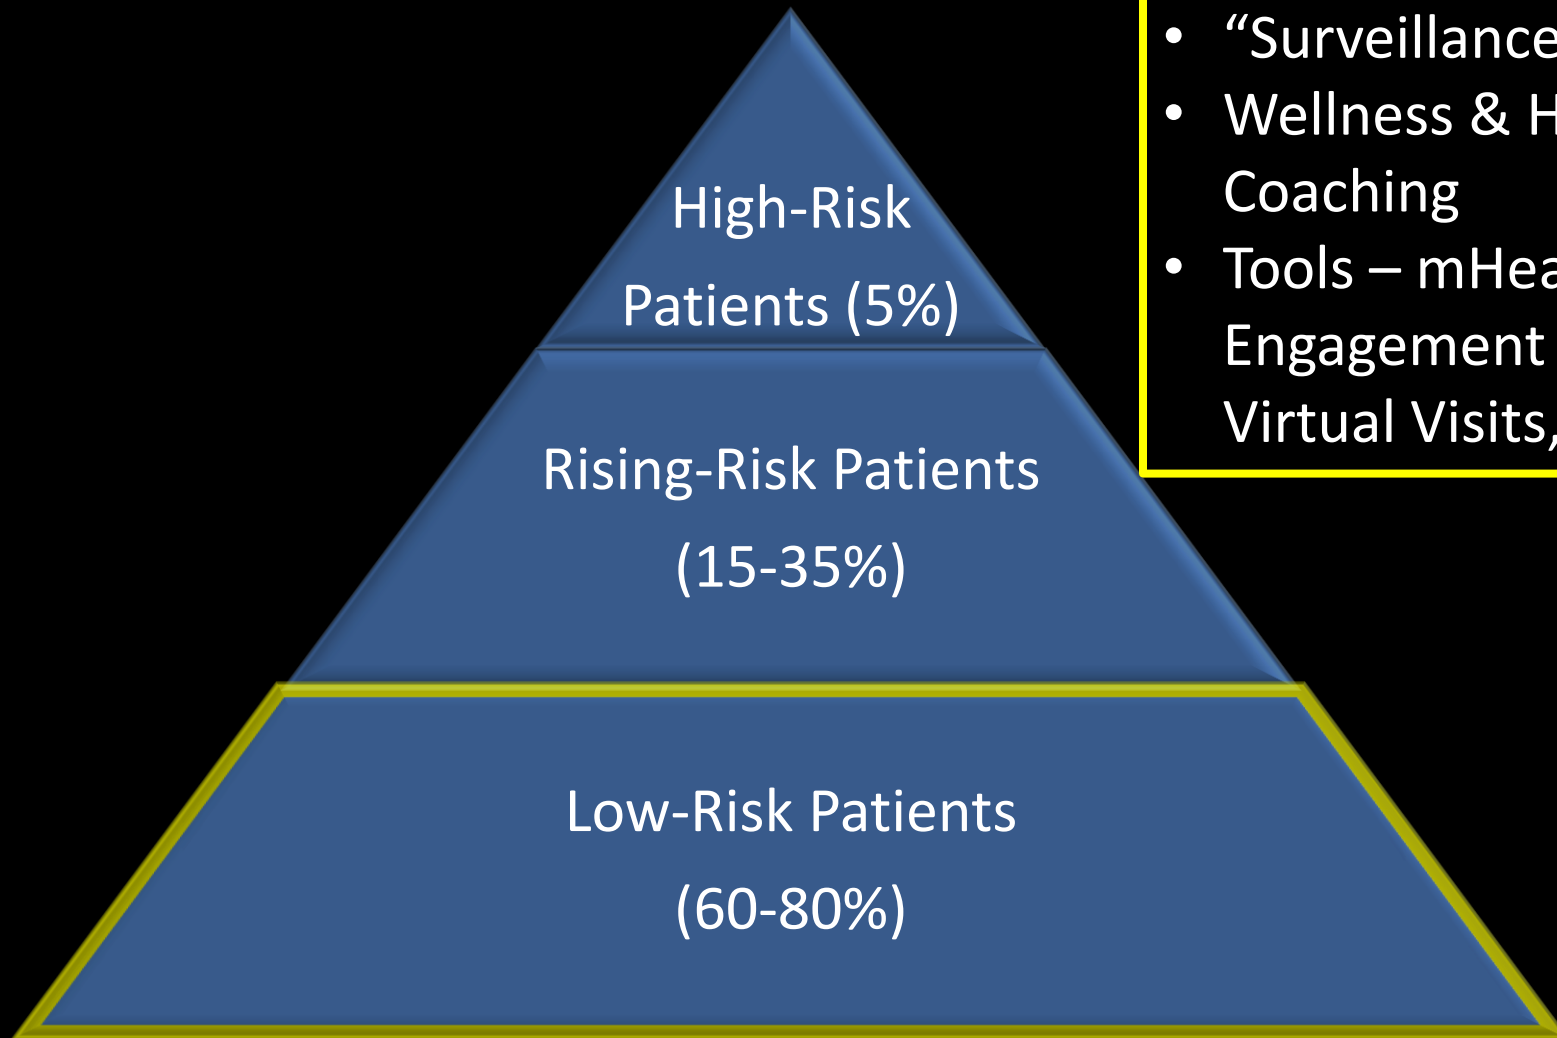 High-Risk
Patients (5%)
Rising-Risk Patients
(15-35%)
Low-Risk Patients
(60-80%)
• “Surveillance
• Wellness & H
Coaching
• Tools – mHea
Engagement
Virtual Visits,